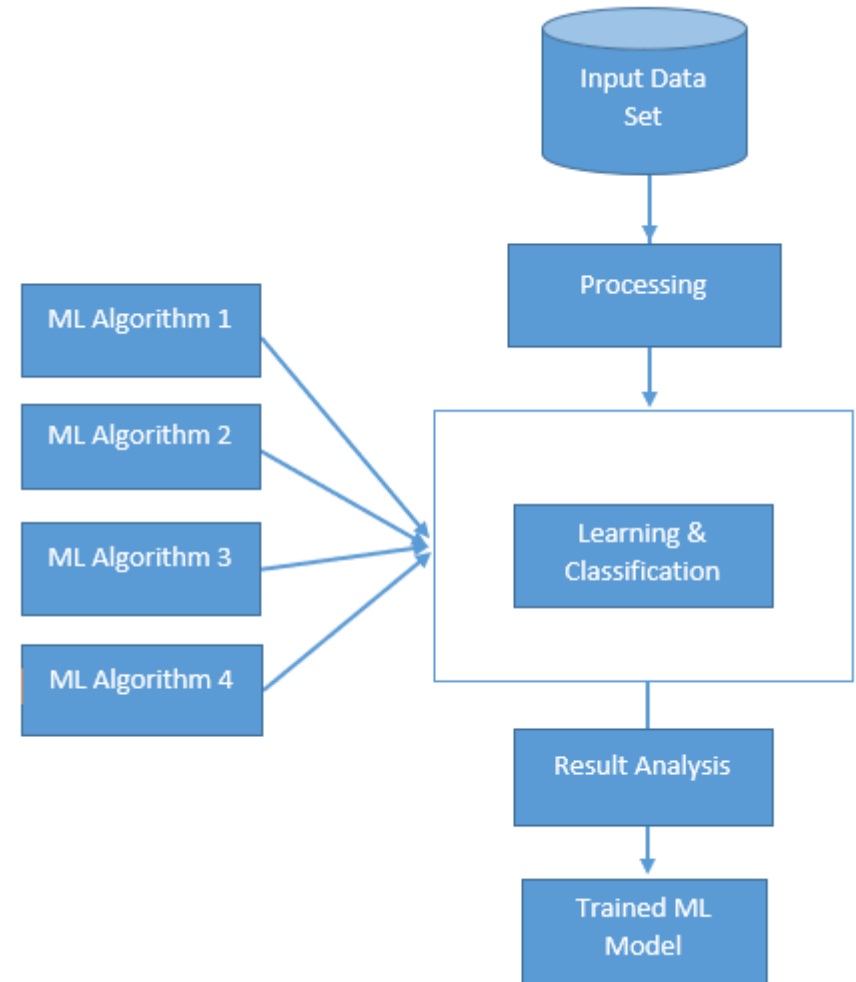 Input Data
Set
Processing
ML Algorithm 1
ML Algorithm 2
ML Algorithm 3
ML Algorithm 4
Learning &
Classification
Result Analysis
Trained ML
Model